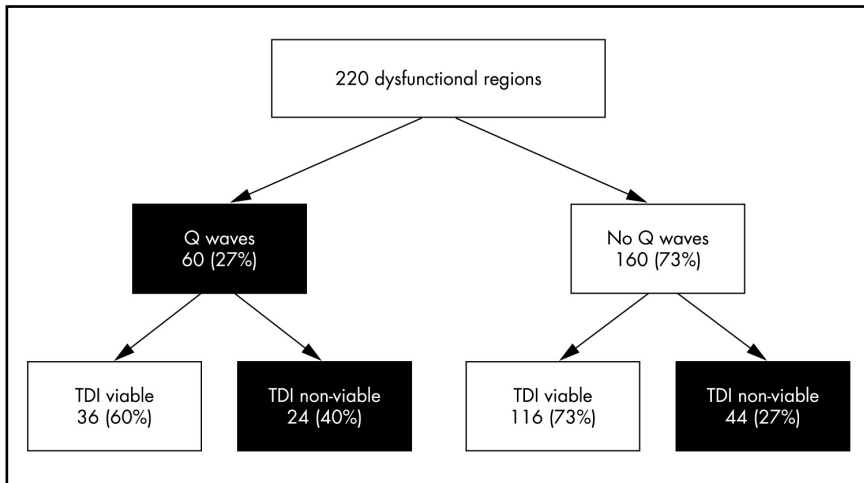 220 dysfunctional regions
Q waves
60 (27%)
No Q waves
160 (73%)
TDI viable
36 (60%)
TDI non-viable
24 (40%)
TDI viable
116 (73%)
TDI non-viable
44 (27%)